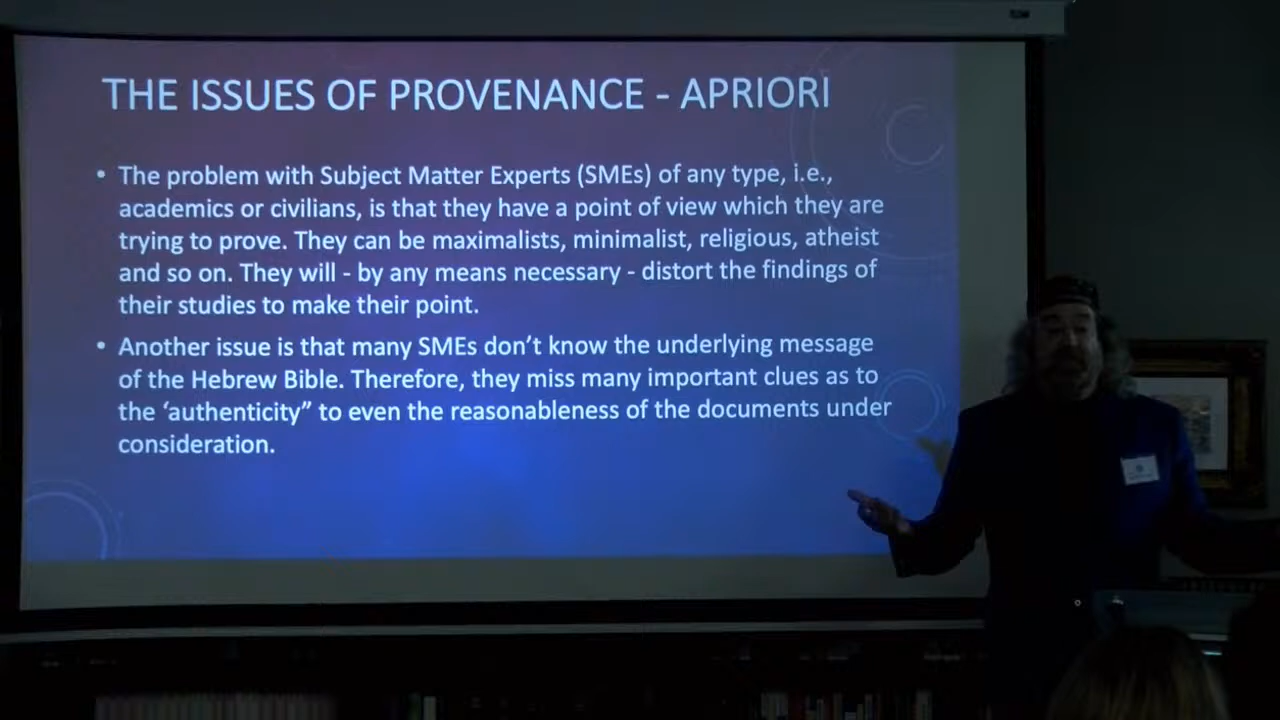 THE ISSUES OF PROVENANCE - APRIORI
• The problem with Subject Matter Experts (SMEs) of any type, i.e.,
academics or civilians, is that they have a point of view which they are
trying to prove. They can be maximalists, minimalist, religious, atheist
and so on. They will - by any means necessary - distort the findings of
their studies to make their point.
• Another issue is that many SMEs don’t know the underlying message
of the Hebrew Bible. Therefore, they miss many important clues as to
the ‘authenticity” to even the reasonableness of the documents under
consideration.